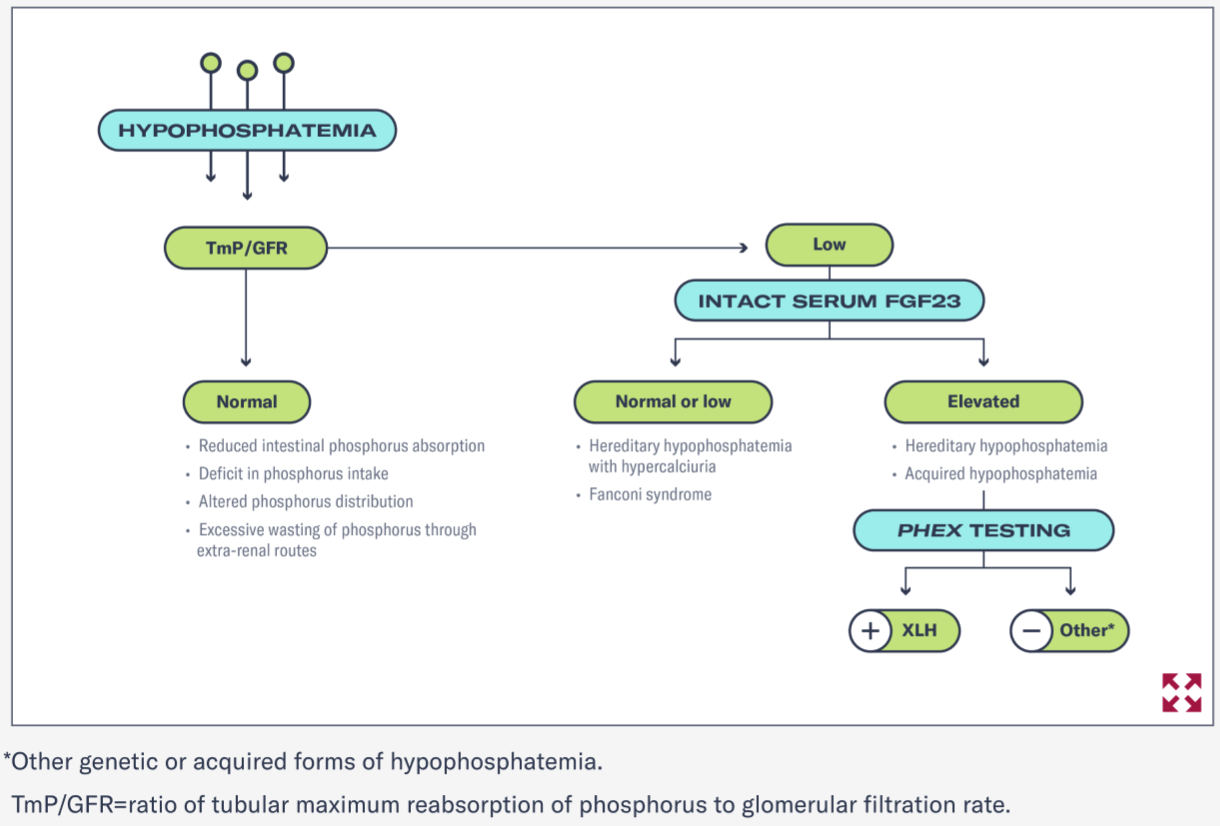 HYPOPHOSPHATEMIA
TmP/GFR
Low
INTACT SERUM FGF23
Normal
• Reduced intestinal phosphorus absorption
• Deficit in phosphorus intake
• Altered phosphorus distribution
• Excessive wasting of phosphorus through
extra-renal routes
Normal or low
• Hereditary hypophosphatemia
with hypercalciuria
• Fanconi syndrome
Elevated
• Hereditary hypophosphatemia
• Acquired hypophosphatemia
PHEX TESTING
+ XLH
− Other*
*Other genetic or acquired forms of hypophosphatemia.
TmP/GFR=ratio of tubular maximum reabsorption of phosphorus to glomerular filtration rate.